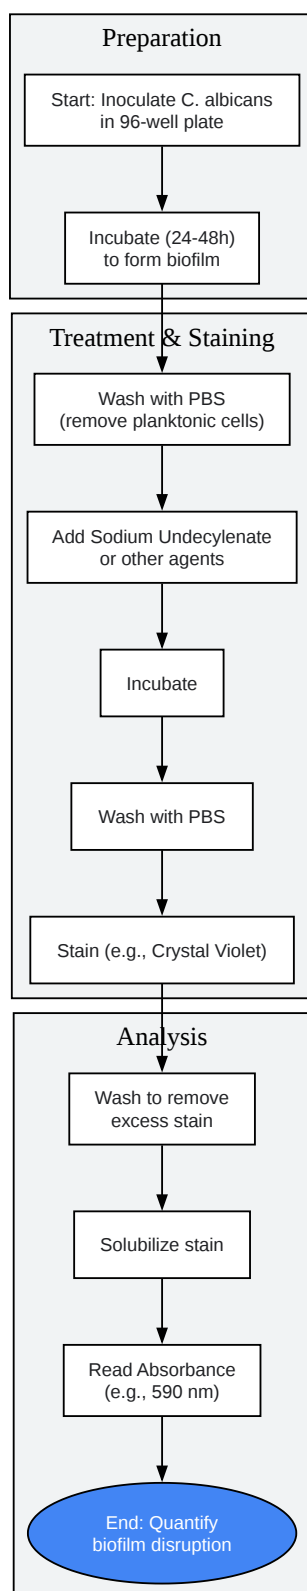 Preparation
Start: Inoculate C. albicans
in 96-well plate
Incubate (24-48h)
to form biofilm
Treatment & Staining
Wash with PBS
(remove planktonic cells)
Add Sodium Undecylenate
or other agents
Incubate
Wash with PBS
Stain (e.g., Crystal Violet)
Analysis
Wash to remove
excess stain
Solubilize stain
Read Absorbance
(e.g., 590 nm)
End: Quantify
biofilm disruption